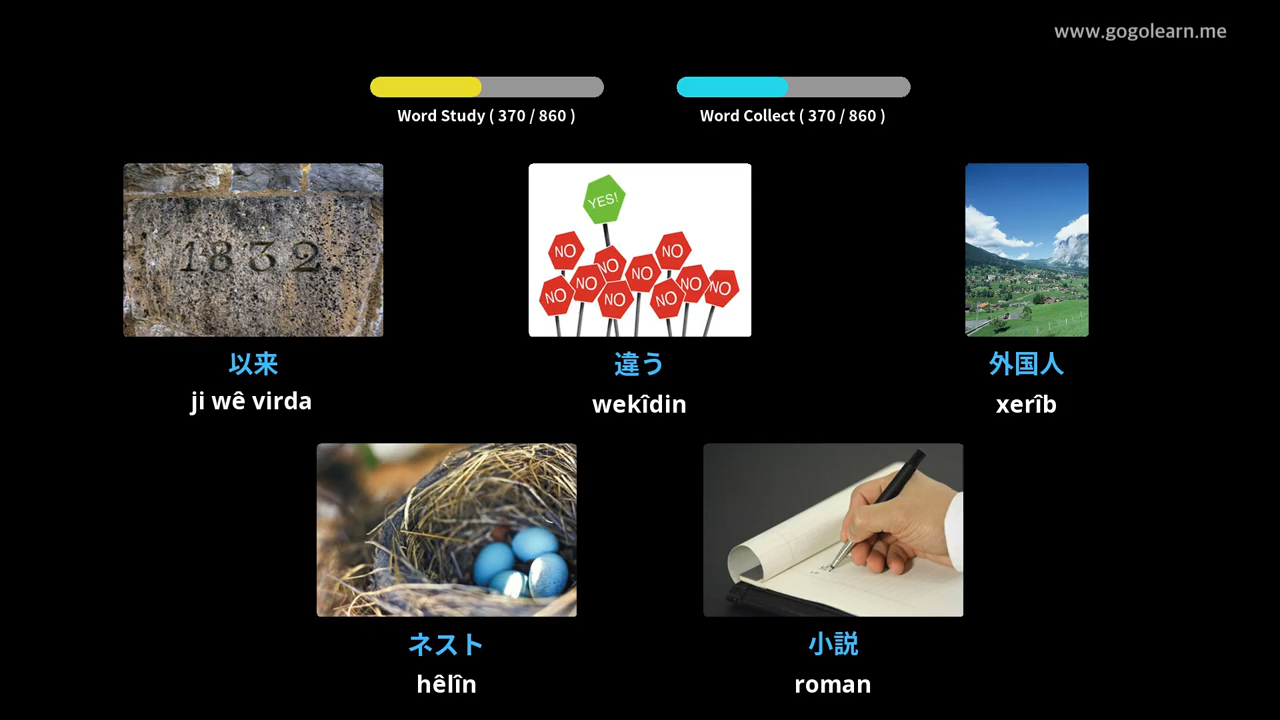 www.gogolearn.me
Word Study ( 370 / 860 )
Word Collect ( 370 / 860 )
1832.
YES!
NO
NO
NO
NO
NO
NO
NO
NO
NO
NO
以来
違う
外国人
ji wê virda
wekîdin
xerîb
ネスト
小説
hêlîn
roman